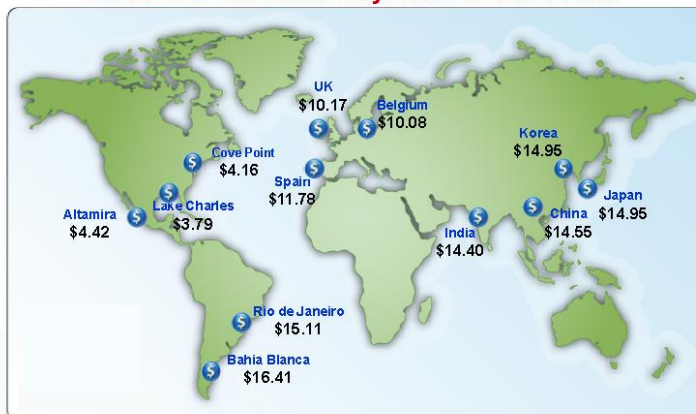 UK
$10.17
Belgium
$10.08
Korea
$14.95
Cove Point
$4.16
Spain
$11.78
Japan
$14.95
Altamira
$4.42
Lake Charles
$3.79
India
$14.40
China
$14.55
Rio de Janeiro
$15.11
Bahia Blanca
$16.41